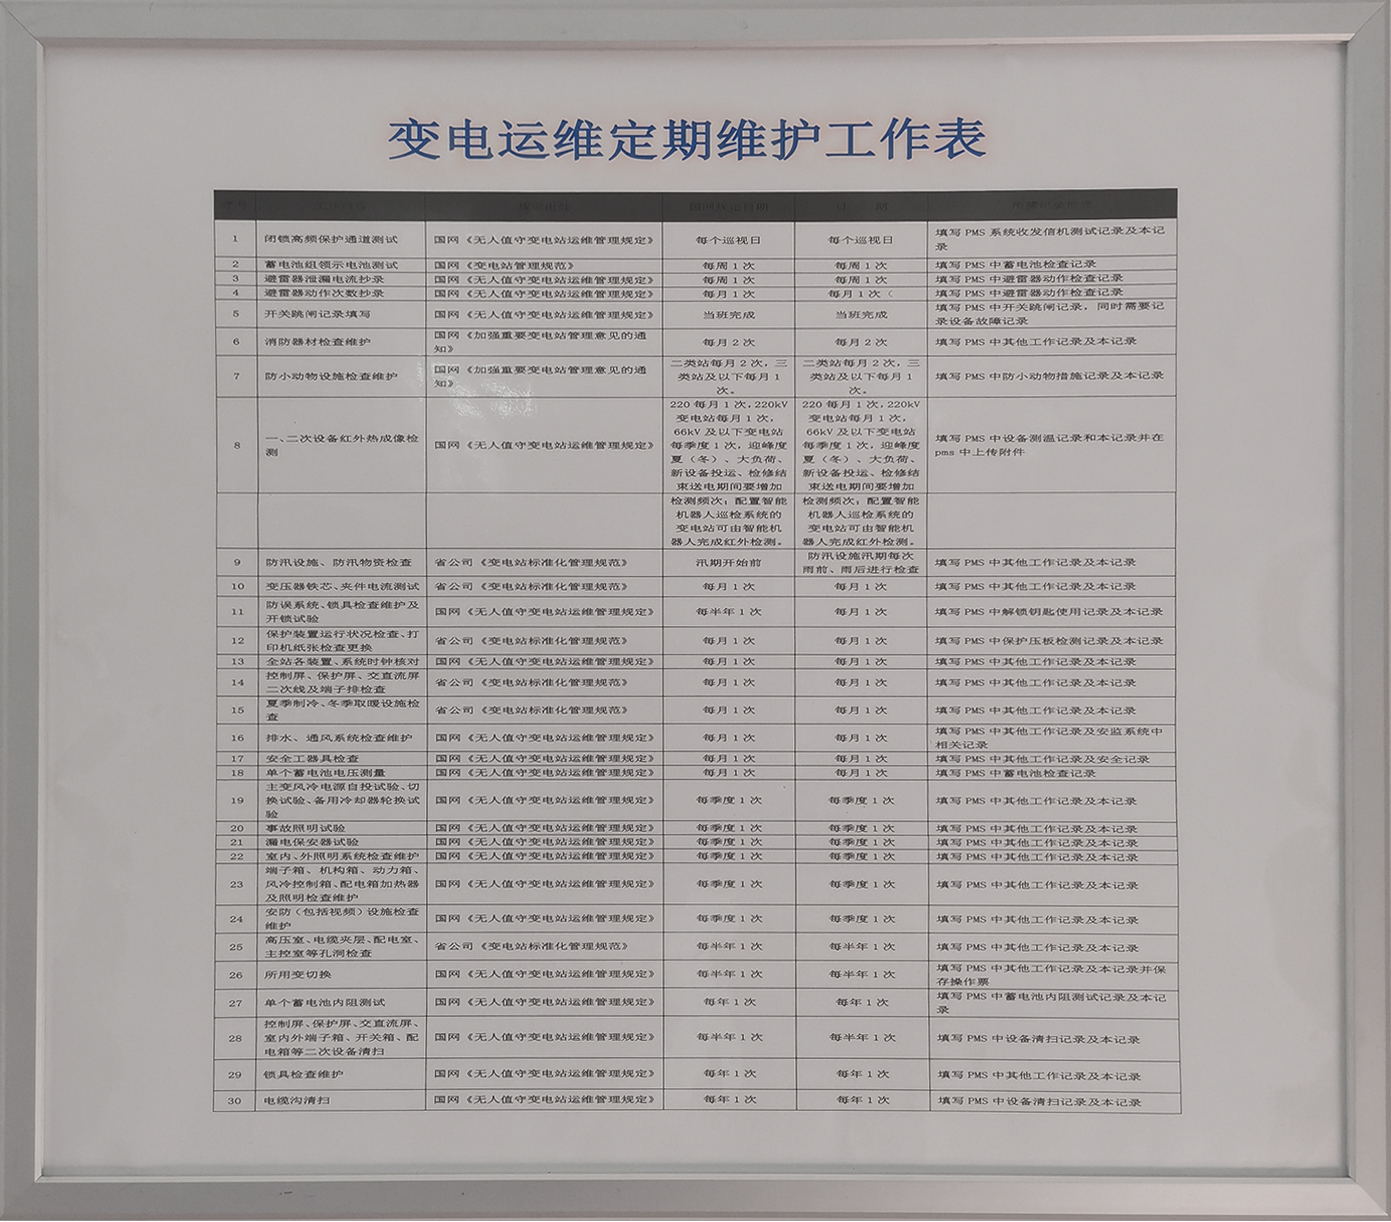 变电运维定期维护工作表
序号
1 闭锁高频保护通道测试 国网《无人值守变电站运维管理规定》 每个巡视日 每个巡视日 填写 PMS 系统收发信机测试记录及本记
录
2 蓄电池组领示电池测试 国网《变电站管理规范》 每周 1 次 每周 1 次 填写 PMS 中蓄电池检查记录
3 避雷器泄漏电流抄录 国网《无人值守变电站运维管理规定》 每周 1 次 每周 1 次 填写 PMS 中避雷器动作检查记录
4 避雷器动作次数抄录 国网《无人值守变电站运维管理规定》 每月 1 次 每月 1 次（ 填写 PMS 中避雷器动作检查记录
5 开关跳闸记录填写 国网《无人值守变电站运维管理规定》 当班完成 当班完成 填写 PMS 中开关跳闸记录，同时需要记
录设备故障记录
6 消防器材检查维护 国网《加强重要变电站管理意见的通
知》 每月 2 次 每月 2 次 填写 PMS 中其他工作记录及本记录
7 防小动物设施检查维护 国网《加强重要变电站管理意见的通
知》 二类站每月 2 次，三
类站及以下每月 1
次。 二类站每月 2 次，三
类站及以下每月 1
次。 填写 PMS 中防小动物措施记录及本记录
8 一、二次设备红外热成像检
测 国网《无人值守变电站运维管理规定》 220 每月 1 次，220kV
变电站每月 1 次，
66kV 及以下变电站
每季度 1 次，迎峰度
夏（冬）、大负荷、
新设备投运、检修结
束送电期间要增加
220 每月 1 次，220kV
变电站每月 1 次，
66kV 及以下变电站
每季度 1 次，迎峰度
夏（冬）、大负荷、
新设备投运、检修结
束送电期间要增加
填写 PMS 中设备测温记录和本记录并在
pms 中上传附件
检测频次；配置智能
机器人巡检系统的
变电站可由智能机
器人完成红外检测。
检测频次；配置智能
机器人巡检系统的
变电站可由智能机
器人完成红外检测。
9 防汛设施、防汛物资检查 省公司《变电站标准化管理规范》 汛期开始前 防汛设施汛期每次
雨前、雨后进行检查 填写 PMS 中其他工作记录及本记录
10 变压器铁芯、夹件电流测试 省公司《变电站标准化管理规范》 每月 1 次 每月 1 次 填写 PMS 中其他工作记录及本记录
11 防误系统、锁具检查维护及
开锁试验 国网《无人值守变电站运维管理规定》 每半年 1 次 每月 1 次 填写 PMS 中解锁钥匙使用记录及本记录
12 保护装置运行状况检查、打
印机纸张检查更换 省公司《变电站标准化管理规范》 每月 1 次 每月 1 次 填写 PMS 中保护压板检测记录及本记录
13 全站各装置、系统时钟核对 国网《无人值守变电站运维管理规定》 每月 1 次 每月 1 次 填写 PMS 中其他工作记录及本记录
14 控制屏、保护屏、交直流屏
二次线及端子排检查 省公司《变电站标准化管理规范》 每月 1 次 每月 1 次 填写 PMS 中其他工作记录及本记录
15 夏季制冷、冬季取暖设施检
查 省公司《变电站标准化管理规范》 每月 1 次 每月 1 次 填写 PMS 中其他工作记录及本记录
16 排水、通风系统检查维护 国网《无人值守变电站运维管理规定》 每月 1 次 每月 1 次 填写 PMS 中其他工作记录及安监系统中
相关记录
17 安全工器具检查 国网《无人值守变电站运维管理规定》 每月 1 次 每月 1 次 填写 PMS 中其他工作记录及安全记录
18 单个蓄电池电压测量 国网《无人值守变电站运维管理规定》 每月 1 次 每月 1 次 填写 PMS 中蓄电池检查记录
19 主变风冷电源自投试验、切
换试验、备用冷却器轮换试
验 国网《无人值守变电站运维管理规定》 每季度 1 次 每季度 1 次 填写 PMS 中其他工作记录及本记录
20 事故照明试验 国网《无人值守变电站运维管理规定》 每季度 1 次 每季度 1 次 填写 PMS 中其他工作记录及本记录
21 漏电保安器试验 国网《无人值守变电站运维管理规定》 每季度 1 次 每季度 1 次 填写 PMS 中其他工作记录及本记录
22 室内、外照明系统检查维护 国网《无人值守变电站运维管理规定》 每季度 1 次 每季度 1 次 填写 PMS 中其他工作记录及本记录
23 端子箱、机构箱、动力箱、
风冷控制箱、配电箱加热器
及照明检查维护 国网《无人值守变电站运维管理规定》 每季度 1 次 每季度 1 次 填写 PMS 中其他工作记录及本记录
24 安防（包括视频）设施检查
维护 国网《无人值守变电站运维管理规定》 每季度 1 次 每季度 1 次 填写 PMS 中其他工作记录及本记录
25 高压室、电缆夹层、配电室、
主控室等孔洞检查 省公司《变电站标准化管理规范》 每半年 1 次 每半年 1 次 填写 PMS 中其他工作记录及本记录
26 所用变切换 国网《无人值守变电站运维管理规定》 每半年 1 次 每半年 1 次 填写 PMS 中其他工作记录及本记录并保
存操作票
27 单个蓄电池内阻测试 国网《无人值守变电站运维管理规定》 每年 1 次 每年 1 次 填写 PMS 中蓄电池内阻测试记录及本记
录
28 控制屏、保护屏、交直流屏、
室内外端子箱、开关箱、配
电箱等二次设备清扫 国网《无人值守变电站运维管理规定》 每半年 1 次 每半年 1 次 填写 PMS 中设备清扫记录及本记录
29 锁具检查维护 国网《无人值守变电站运维管理规定》 每年 1 次 每年 1 次 填写 PMS 中其他工作记录及本记录
30 电缆沟清扫 国网《无人值守变电站运维管理规定》 每年 1 次 每年 1 次 填写 PMS 中设备清扫记录及本记录